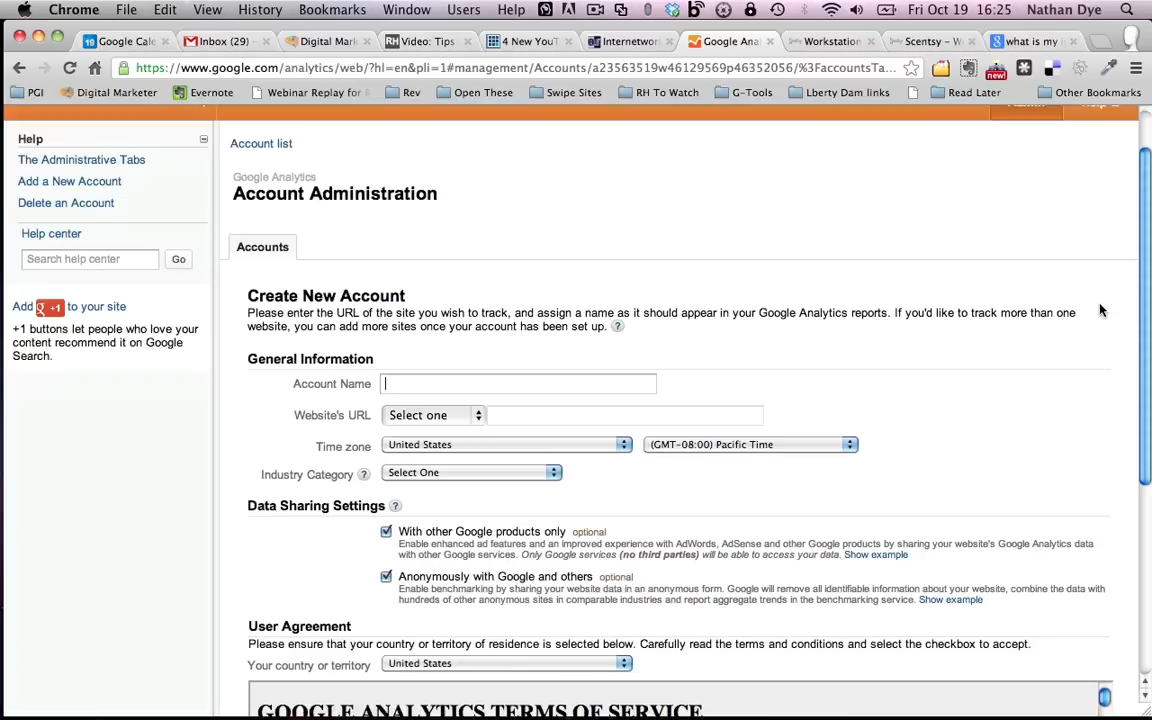 Chrome File Edit View History Bookmarks Window Users Help Fri Oct 19 16:25 Nathan Dye
Google Cale Inbox (29) Digital Mark Video: Tips 4 New YouT Internetwork Google Anal Workstation Scentsy - W what is my i
https://www.google.com/analytics/web/?hl=en&pli=1#management/Accounts/a23563519w46129569p46352056/%3FaccountsTa...
PGI Digital Marketer Evernote Webinar Replay for Rev Open These Swipe Sites RH To Watch G-Tools Lberty Dam links Read Later Other Bookmarks
Help
The Administrative Tabs
Add a New Account
Delete an Account
Help center
Search help center Go
Add +1 to your site
+1 buttons let people who love your
content recommend it on Google
Search.
Account list
Google Analytics
Account Administration
Accounts
Create New Account
Please enter the URL of the site you wish to track, and assign a name as it should appear in your Google Analytics reports. If you'd like to track more than one
website, you can add more sites once your account has been set up. ?
General Information
Account Name
Website's URL Select one
Time zone United States (GMT-08:00) Pacific Time
Industry Category ? Select One
Data Sharing Settings ?
With other Google products only optional
Enable enhanced ad features and an improved experience with AdWords, AdSense and other Google products by sharing your website's Google Analytics data
with other Google services. Only Google services (no third parties) will be able to access your data. Show example
Anonymously with Google and others optional
Enable benchmarking by sharing your website data in an anonymous form. Google will remove all identifiable information about your website, combine the data with
hundreds of other anonymous sites in comparable industries and report aggregate trends in the benchmarking service. Show example
User Agreement
Please ensure that your country or territory of residence is selected below. Carefully read the terms and conditions and select the checkbox to accept.
Your country or territory United States
GOOGLE ANALYTICS TERMS OF SERVICE